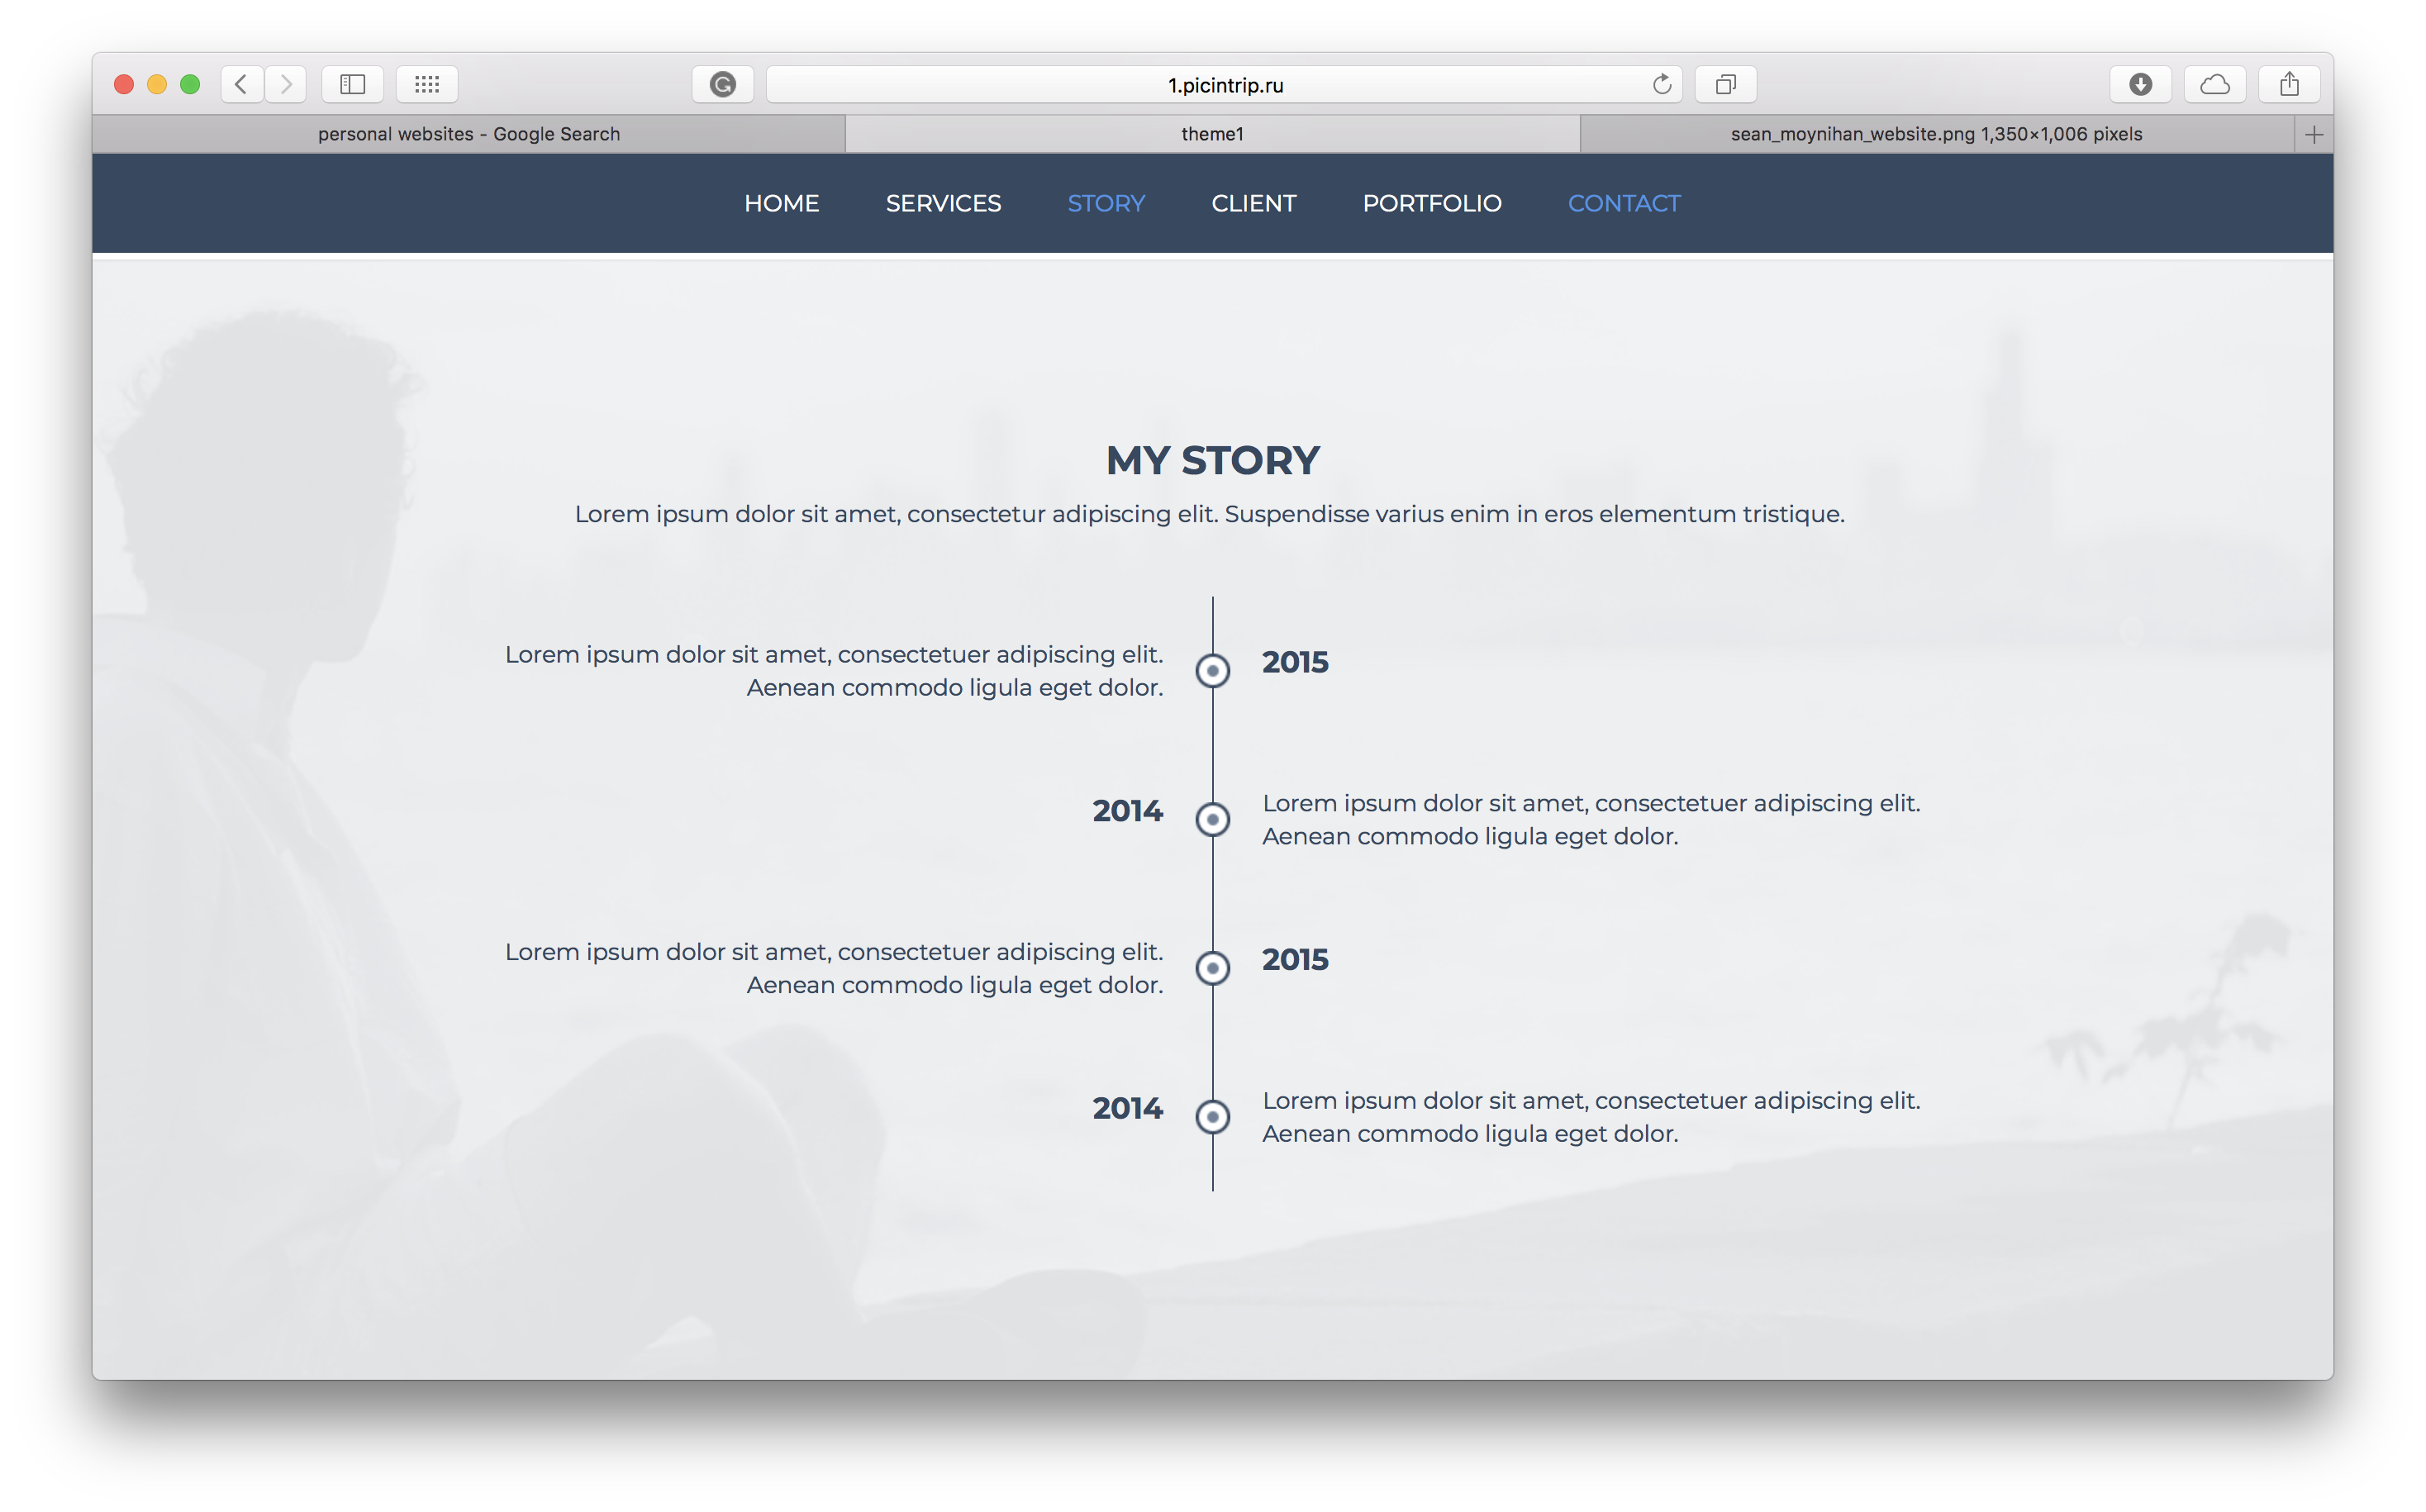 1.picintrip.ru
personal websites - Google Search
theme1
sean_moynihan_website.png 1,350×1,006 pixels
HOME SERVICES STORY CLIENT PORTFOLIO CONTACT
MY STORY
Lorem ipsum dolor sit amet, consectetur adipiscing elit. Suspendisse varius enim in eros elementum tristique.
Lorem ipsum dolor sit amet, consectetuer adipiscing elit.
Aenean commodo ligula eget dolor.
2015
2014
Lorem ipsum dolor sit amet, consectetuer adipiscing elit.
Aenean commodo ligula eget dolor.
Lorem ipsum dolor sit amet, consectetuer adipiscing elit.
Aenean commodo ligula eget dolor.
2015
2014
Lorem ipsum dolor sit amet, consectetuer adipiscing elit.
Aenean commodo ligula eget dolor.